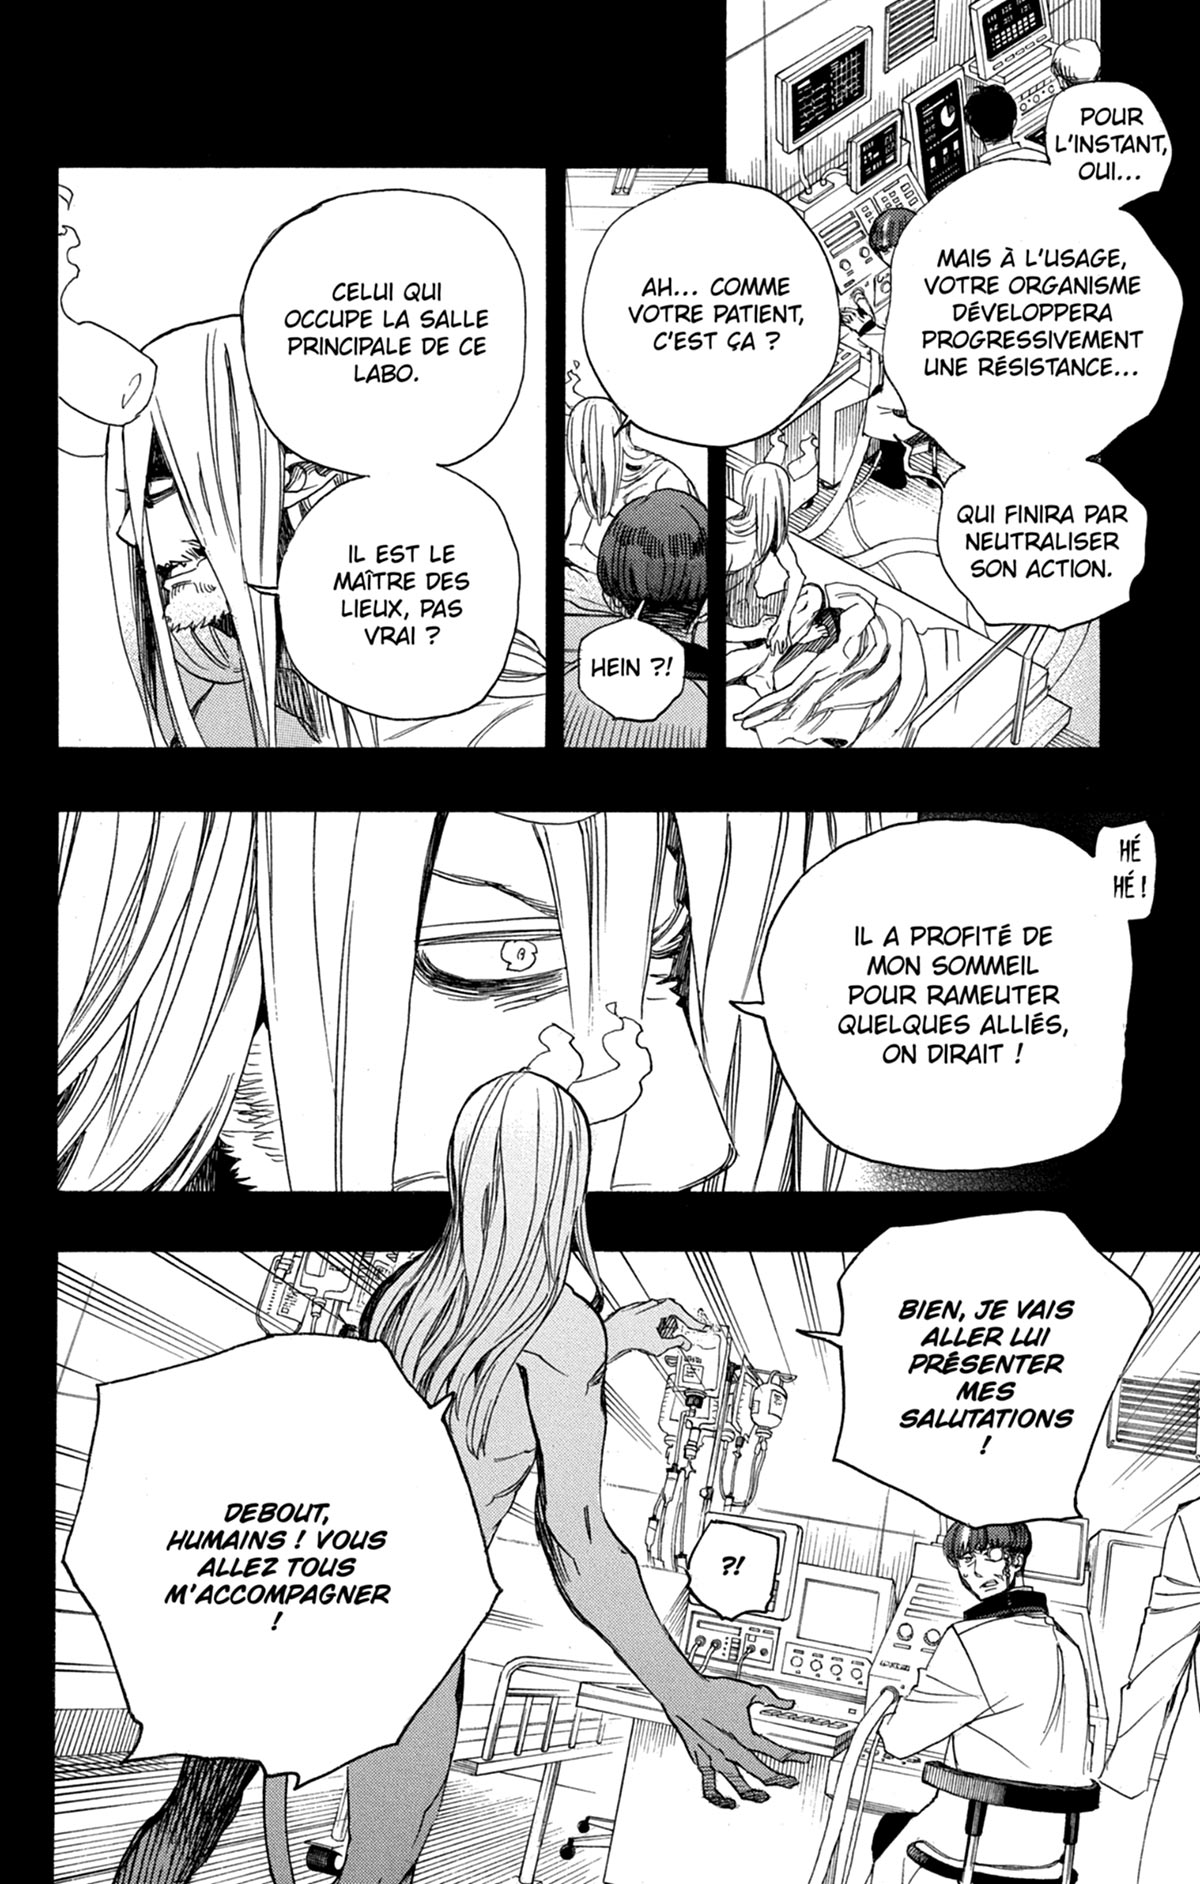 POUR
L'INSTANT,
OUI...
MAIS À L'USAGE,
VOTRE ORGANISME
DÉVELOPPERA
PROGRESSIVEMENT
UNE RÉSISTANCE...
QUI FINIRA PAR
NEUTRALISER
SON ACTION.
AH... COMME
VOTRE PATIENT,
C'EST ÇA ?
HEIN ?!
CELUI QUI
OCCUPE LA SALLE
PRINCIPALE DE CE
LABO.
IL EST LE
MAÎTRE DES
LIEUX, PAS
VRAI ?
HÉ
HÉ !
IL A PROFITÉ DE
MON SOMMEIL
POUR RAMEUTER
QUELQUES ALLIÉS,
ON DIRAIT !
BIEN, JE VAIS
ALLER LUI
PRÉSENTER
MES
SALUTATIONS
!
?!
DEBOUT,
HUMAINS ! VOUS
ALLEZ TOUS
M'ACCOMPAGNER
!